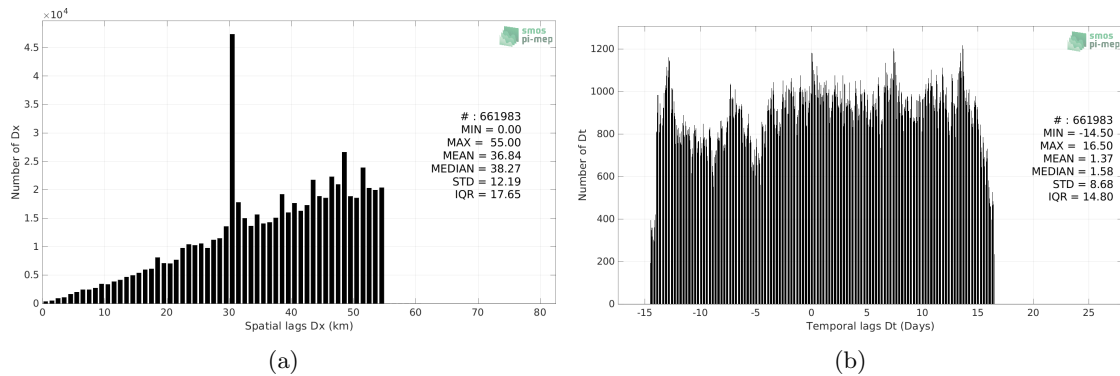 ×10⁴
4.5
4
3.5
3
2.5
2
1.5
1
0.5
0
Number of Dx
smos
pi-mep
# : 661983
MIN = 0.00
MAX = 55.00
MEAN = 36.84
MEDIAN = 38.27
STD = 12.19
IQR = 17.65
0 10 20 30 40 50 60 70 80
Spatial lags Dx (km)
(a)
1200
1000
800
600
400
200
0
Number of Dt
smos
pi-mep
# : 661983
MIN = -14.50
MAX = 16.50
MEAN = 1.37
MEDIAN = 1.58
STD = 8.68
IQR = 14.80
-15 -10 -5 0 5 10 15 20 25
Temporal lags Dt (Days)
(b)